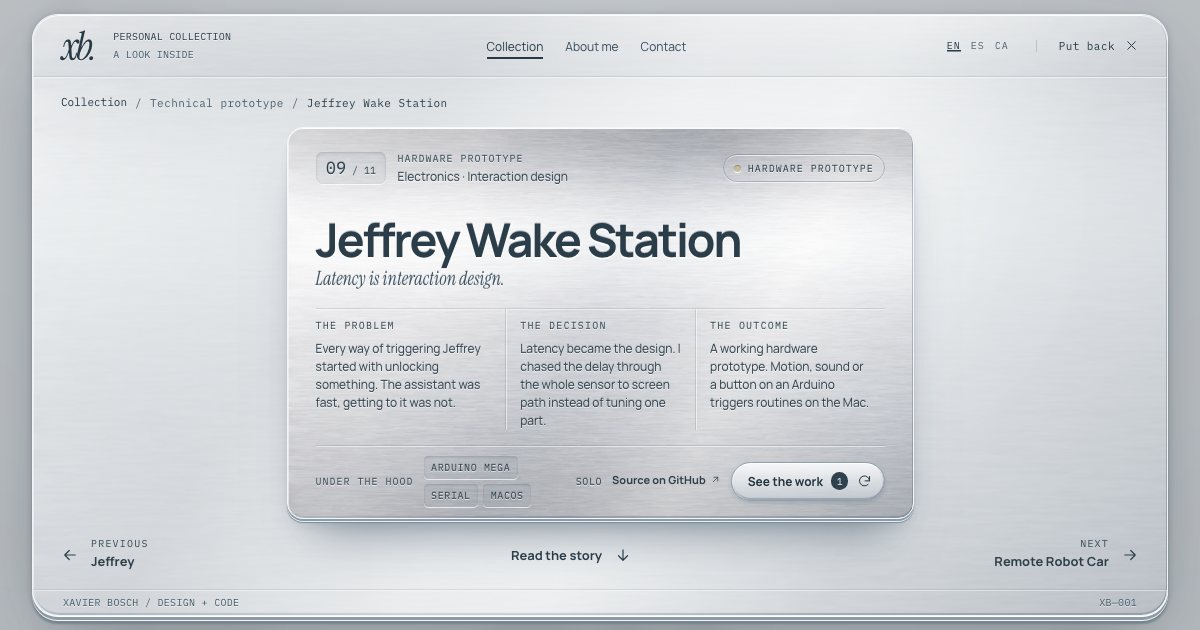 xb.
PERSONAL COLLECTION
A LOOK INSIDE
Collection About me Contact
EN ES CA
Put back
Collection / Technical prototype / Jeffrey Wake Station
09 / 11
HARDWARE PROTOTYPE
Electronics · Interaction design
HARDWARE PROTOTYPE
Jeffrey Wake Station
Latency is interaction design.
THE PROBLEM
Every way of triggering Jeffrey
started with unlocking
something. The assistant was
fast, getting to it was not.
THE DECISION
Latency became the design. I
chased the delay through
the whole sensor to screen
path instead of tuning one
part.
THE OUTCOME
A working hardware
prototype. Motion, sound or
a button on an Arduino
triggers routines on the Mac.
UNDER THE HOOD
ARDUINO MEGA
SERIAL MACOS
SOLO
Source on GitHub ↗
See the work 1
PREVIOUS
Jeffrey
Read the story ↓
NEXT
Remote Robot Car
XAVIER BOSCH / DESIGN + CODE
XB—001